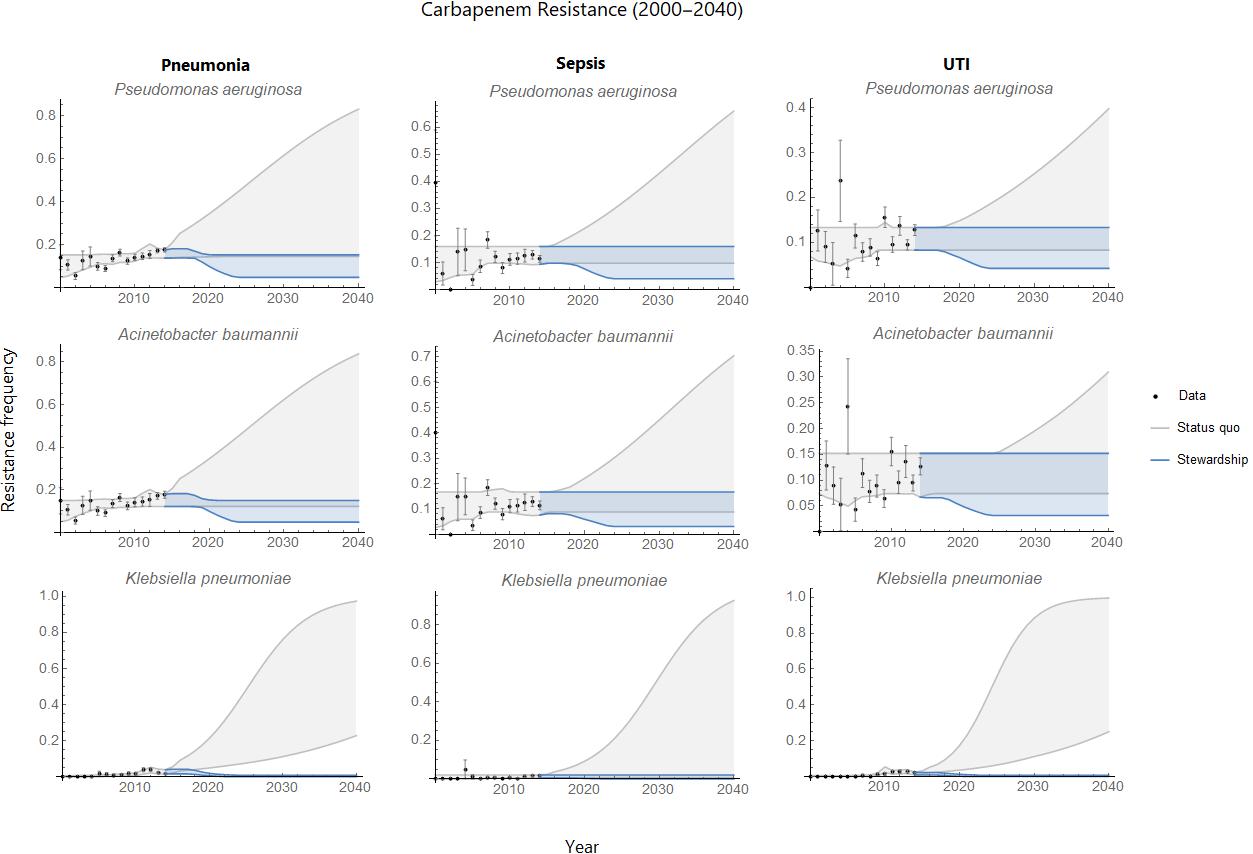 Carbapenem Resistance (2000–2040)
Pneumonia
Sepsis
UTI
Pseudomonas aeruginosa
Pseudomonas aeruginosa
Pseudomonas aeruginosa
0.8
0.6
0.4
0.2
2010 2020 2030 2040
0.6
0.5
0.4
0.3
0.2
0.1
2010 2020 2030 2040
0.4
0.3
0.2
0.1
2010 2020 2030 2040
Resistance frequency
Acinetobacter baumannii
Acinetobacter baumannii
Acinetobacter baumannii
0.8
0.6
0.4
0.2
2010 2020 2030 2040
0.7
0.6
0.5
0.4
0.3
0.2
0.1
2010 2020 2030 2040
0.35
0.30
0.25
0.20
0.15
0.10
0.05
2010 2020 2030 2040
Data
Status quo
Stewardship
Klebsiella pneumoniae
Klebsiella pneumoniae
Klebsiella pneumoniae
1.0
0.8
0.6
0.4
0.2
2010 2020 2030 2040
0.8
0.6
0.4
0.2
2010 2020 2030 2040
1.0
0.8
0.6
0.4
0.2
2010 2020 2030 2040
Year